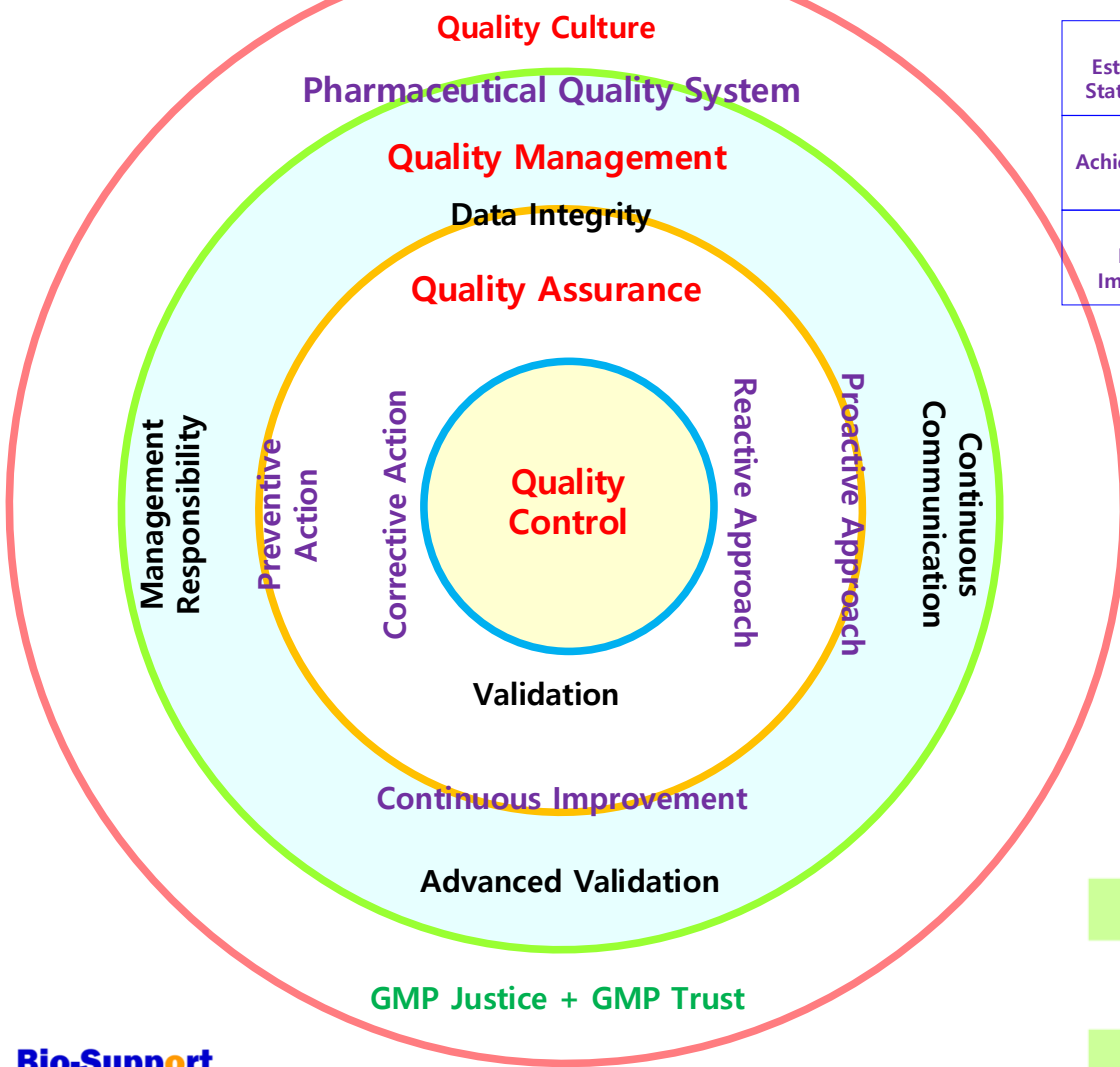 Quality Culture
Pharmaceutical Quality System
Quality Management
Data Integrity
Quality Assurance
Management
Responsibility
Preventive
Action
Corrective Action
Quality
Control
Reactive Approach
Proactive Approach
Continuous
Communication
Validation
Continuous Improvement
Advanced Validation
GMP Justice + GMP Trust
Bio-Support